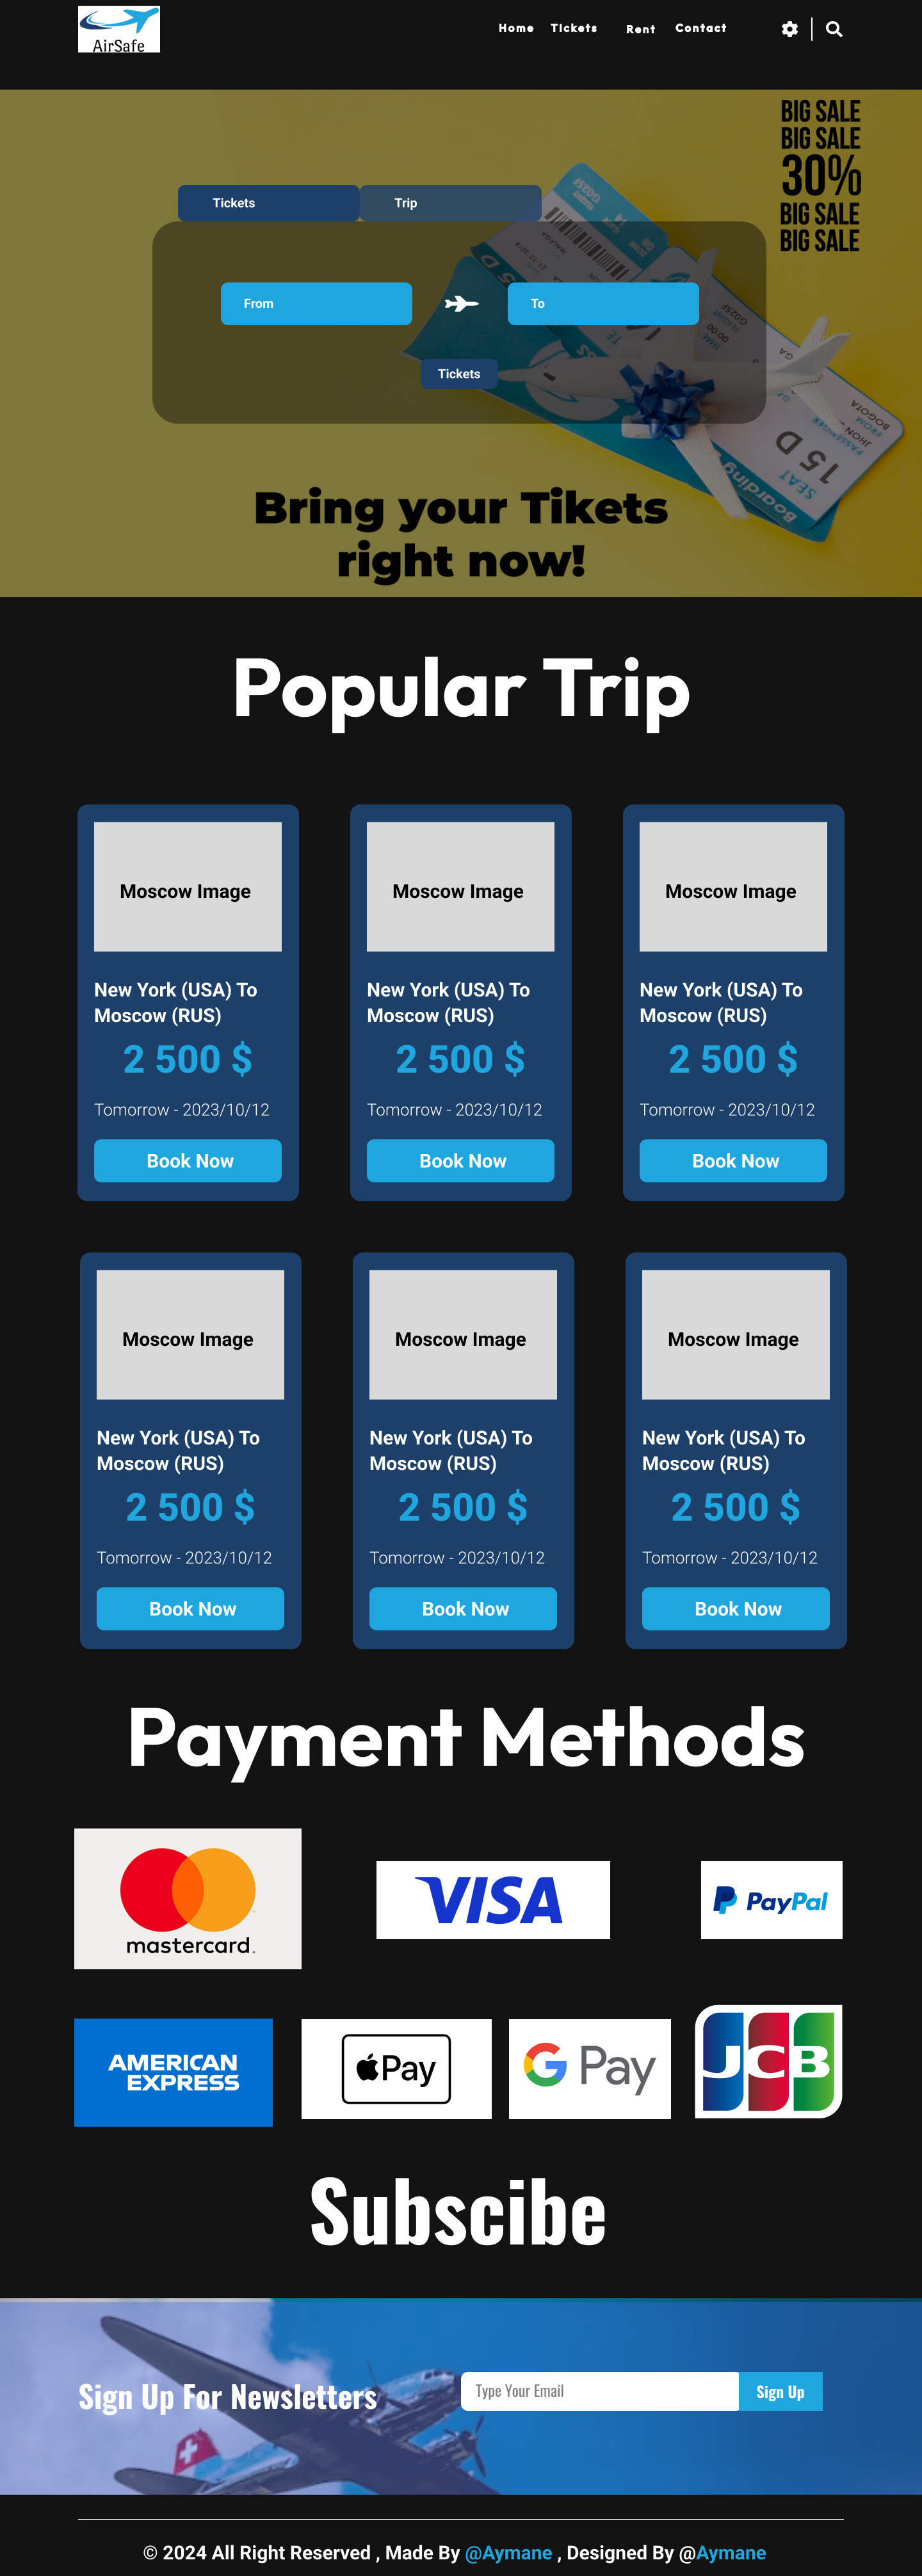 AirSafe
Home Tickets Rent Contact
BIG SALE
BIG SALE
30%
BIG SALE
BIG SALE
Tickets
Trip
From
To
Tickets
SEAT
15 D
Boarding
BOGOTA
PASSENGER
Bring your Tikets
right now!
Popular Trip
Moscow Image
New York (USA) To
Moscow (RUS)
2 500 $
Tomorrow - 2023/10/12
Book Now
Moscow Image
New York (USA) To
Moscow (RUS)
2 500 $
Tomorrow - 2023/10/12
Book Now
Moscow Image
New York (USA) To
Moscow (RUS)
2 500 $
Tomorrow - 2023/10/12
Book Now
Moscow Image
New York (USA) To
Moscow (RUS)
2 500 $
Tomorrow - 2023/10/12
Book Now
Moscow Image
New York (USA) To
Moscow (RUS)
2 500 $
Tomorrow - 2023/10/12
Book Now
Moscow Image
New York (USA) To
Moscow (RUS)
2 500 $
Tomorrow - 2023/10/12
Book Now
Payment Methods
mastercard.
VISA
PayPal
AMERICAN
EXPRESS
Pay
G Pay
JCB
Subscibe
Sign Up For Newsletters
Type Your Email
Sign Up
© 2024 All Right Reserved , Made By @Aymane , Designed By @Aymane